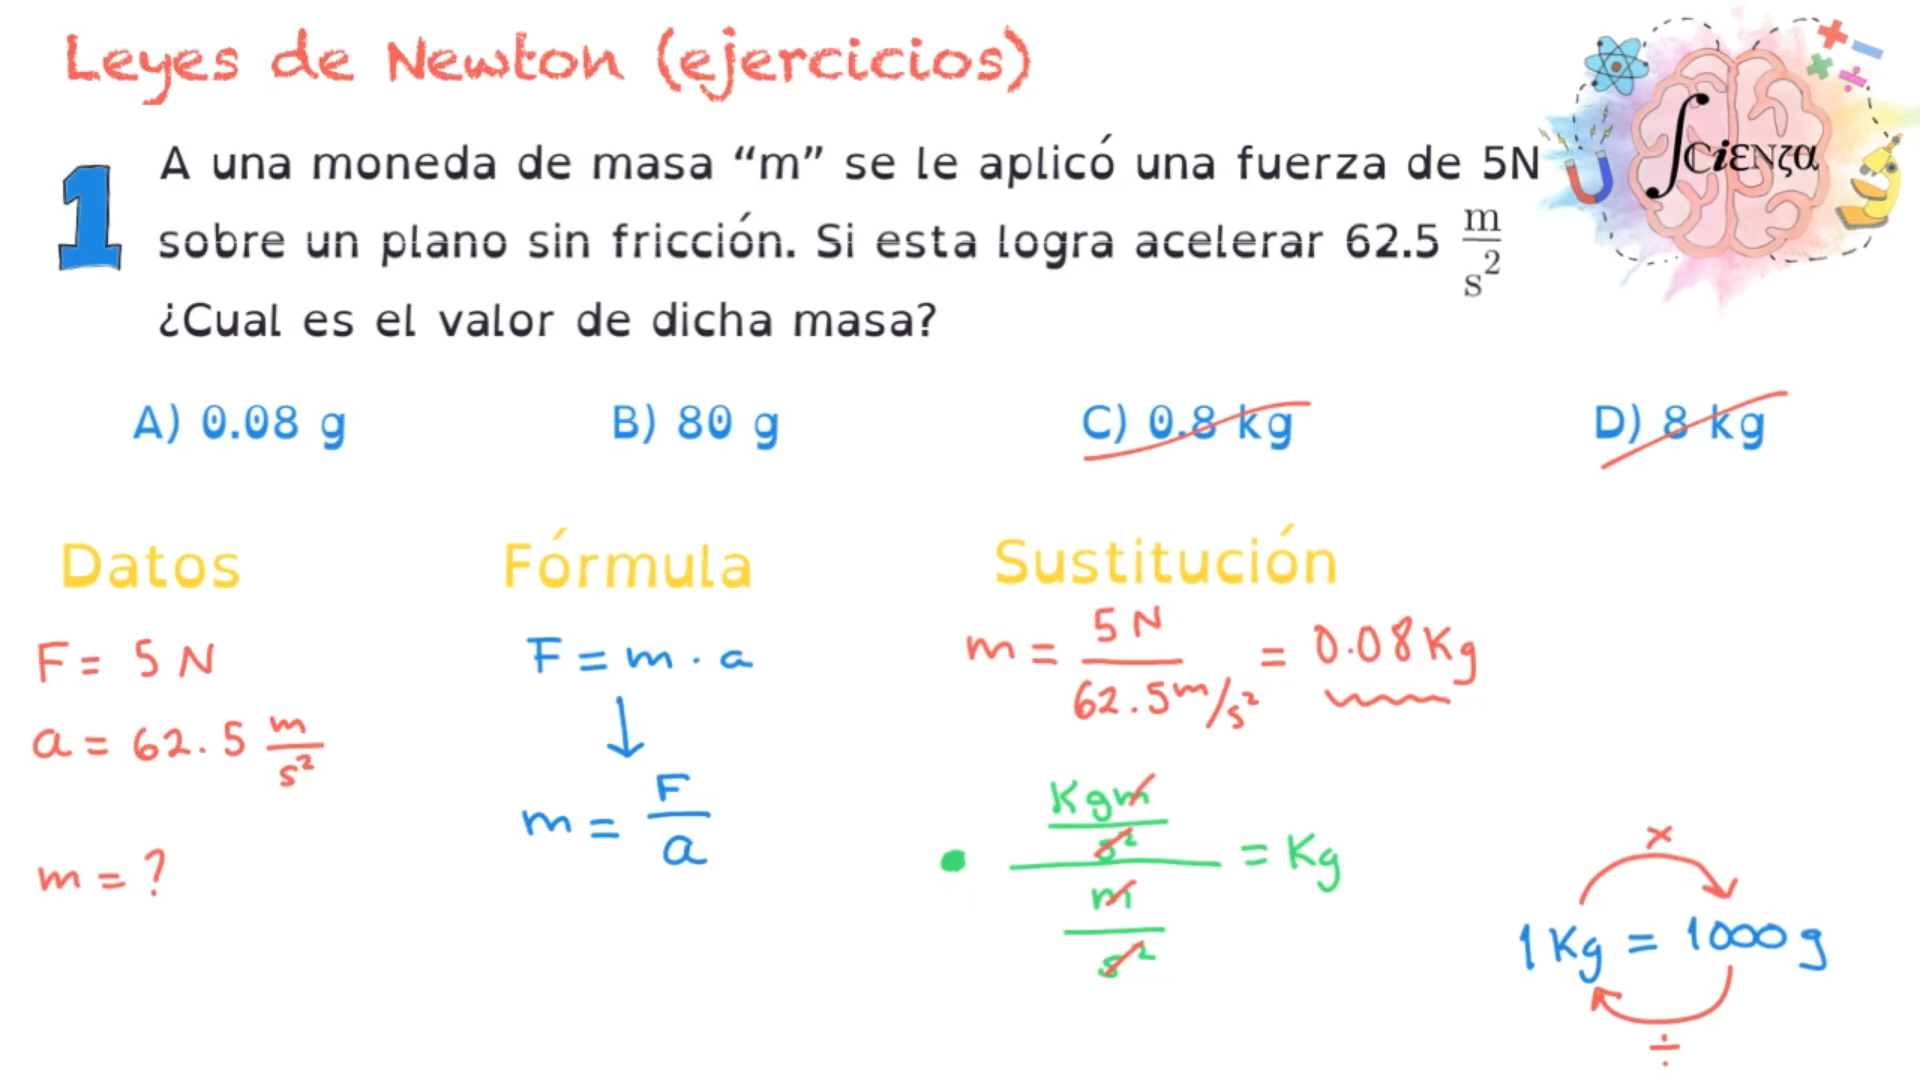 Leyes de Newton (ejercicios)
∫CiENζα
1
A una moneda de masa “m” se le aplicó una fuerza de 5N
sobre un plano sin fricción. Si esta logra acelerar 62.5 m/s²
¿Cual es el valor de dicha masa?
A) 0.08 g B) 80 g C) 0.8 kg D) 8 kg
Datos Fórmula Sustitución
F = 5 N
a = 62.5 m/s²
m = ?
F = m · a
↓
m = F/a
m = 5 N / 62.5 m/s² = 0.08 Kg
• (Kgm/s²) / (m/s²) = Kg
×
1 Kg = 1000 g
÷